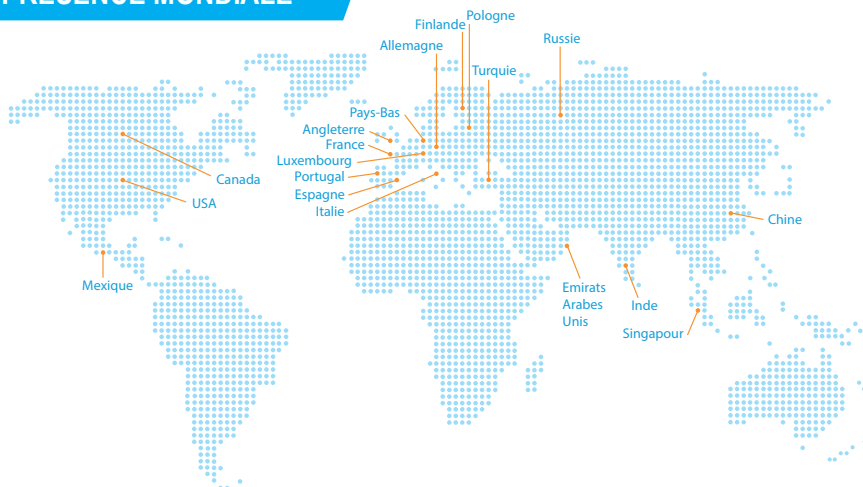 PRÉSENCE MONDIALE
Pologne
Finlande
Allemagne
Russie
Turquie
Pays-Bas
Angleterre
France
Luxembourg
Portugal
Espagne
Italie
Canada
USA
Mexique
Chine
Emirats
Arabes
Unis
Inde
Singapour